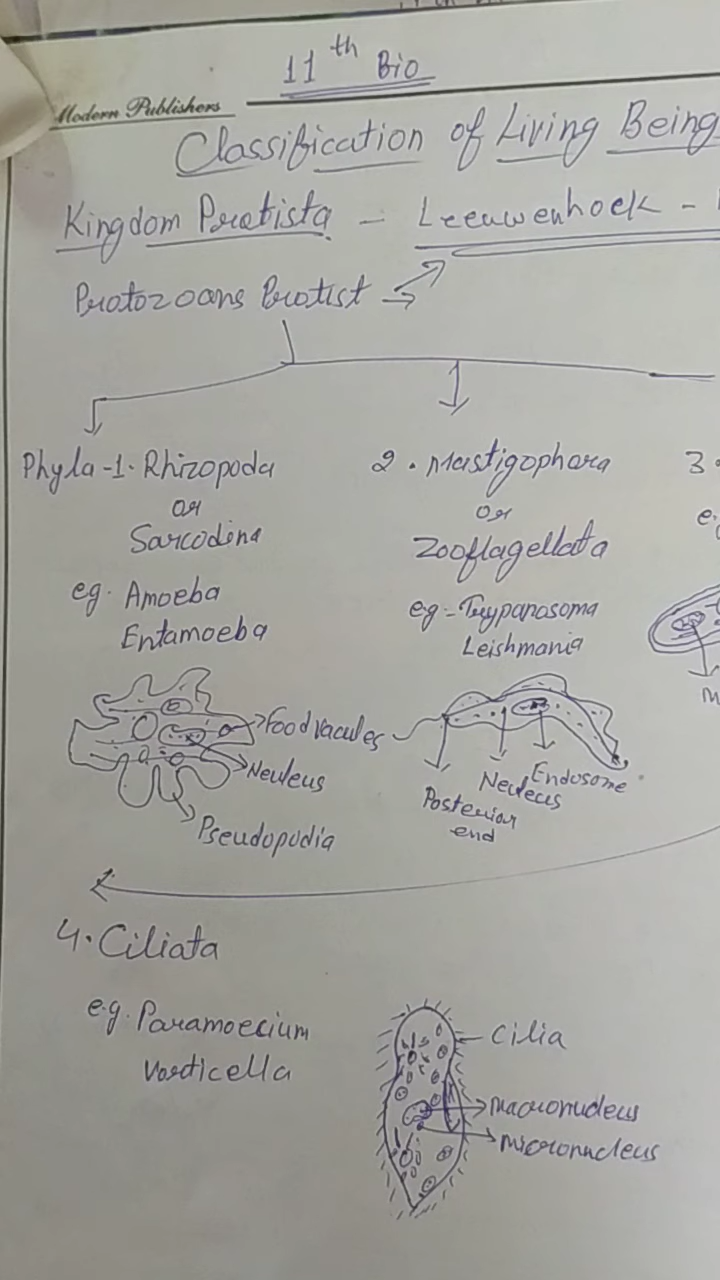 11th Bio
Modern Publishers
Classification of Living Being
Kingdom Protista - Leeuwenhoek -
Protozoans Protist
Phyla-1. Rhizopoda
or
Sarcodina
eg. Amoeba
Entamoeba
Food vacules
Neuleus
Pseudopodia
2. Mastigophora
or
Zooflagellata
eg - Trypanosoma
Leishmania
Posterior
end
Neuleus
Endosome
3.
e.
M
4. Ciliata
e.g. Paramoecium
Vorticella
Cilia
macronucleus
micronucleus